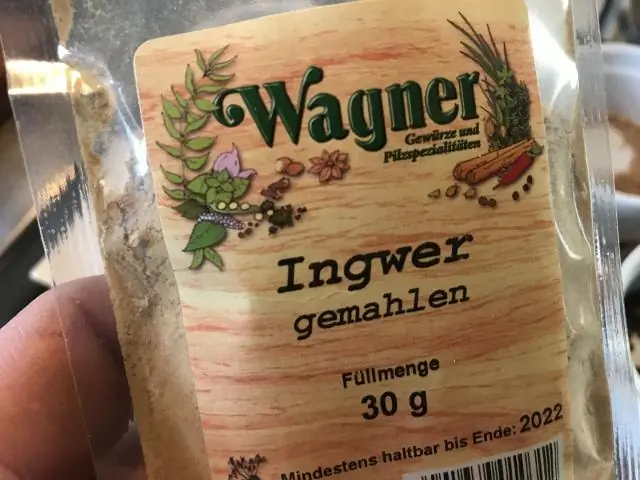 Wagner
Gewürze und
Pilzspezialitäten
Ingwer
gemahlen
Füllmenge
30 g
Mindestens haltbar bis Ende: 2022